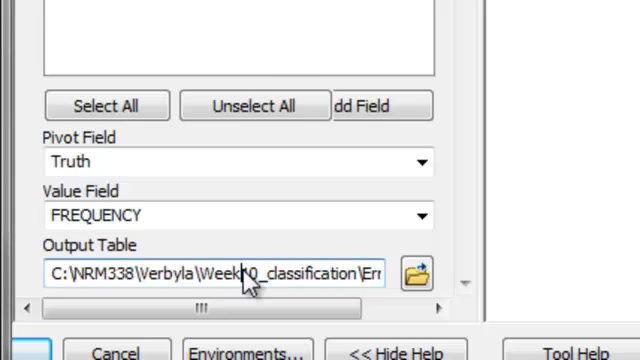 Select All
Unselect All
dd Field
Pivot Field
Truth
Value Field
FREQUENCY
Output Table
C:\NRM338\Verbyla\Week10_classification\Err
Cancel
Environments...
<< Hide Help
Tool Help